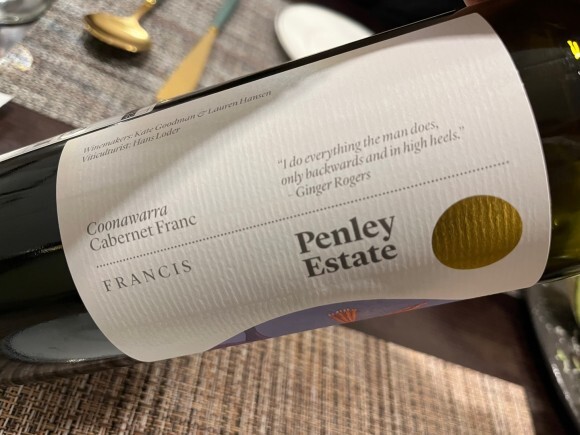 Winemakers: Kate Goodman & Lauren Hansen
Viticulturist: Hans Loder
"I do everything the man does,
only backwards and in high heels."
- Ginger Rogers
Coonawarra
Cabernet Franc
FRANCIS
Penley
Estate